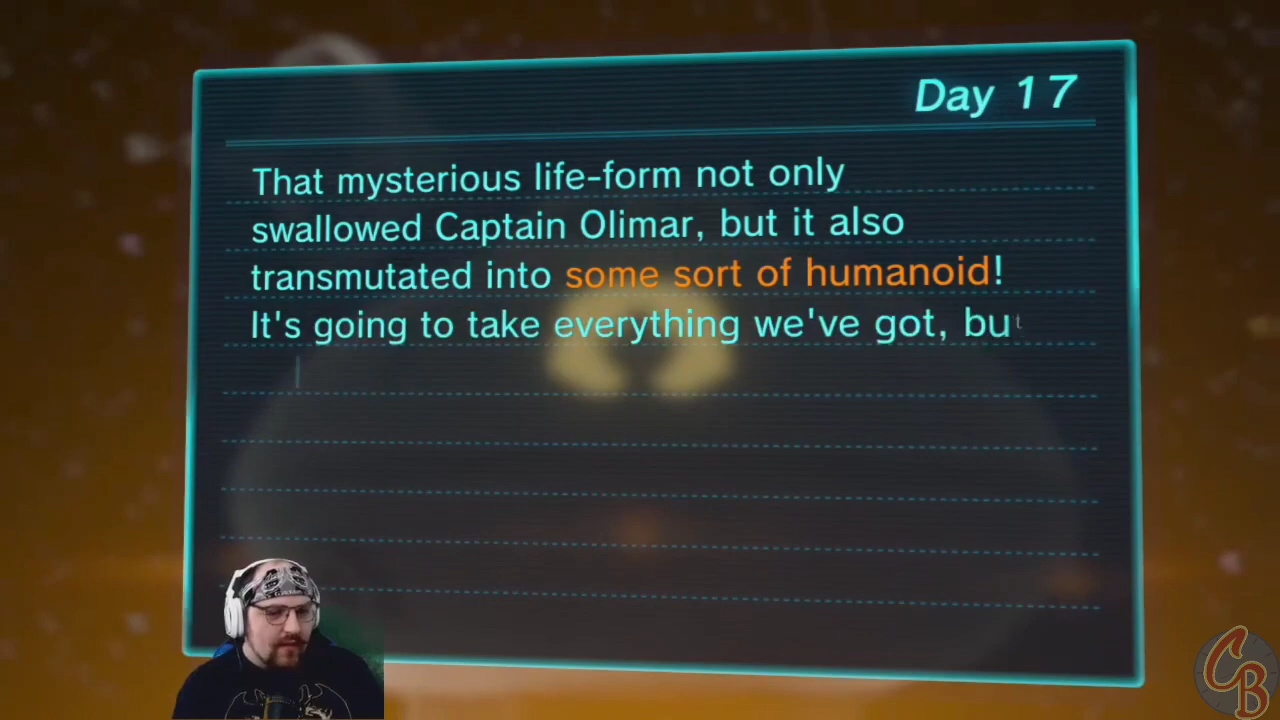 Day 17
That mysterious life-form not only
swallowed Captain Olimar, but it also
transmutated into some sort of humanoid!
It's going to take everything we've got, but
CB